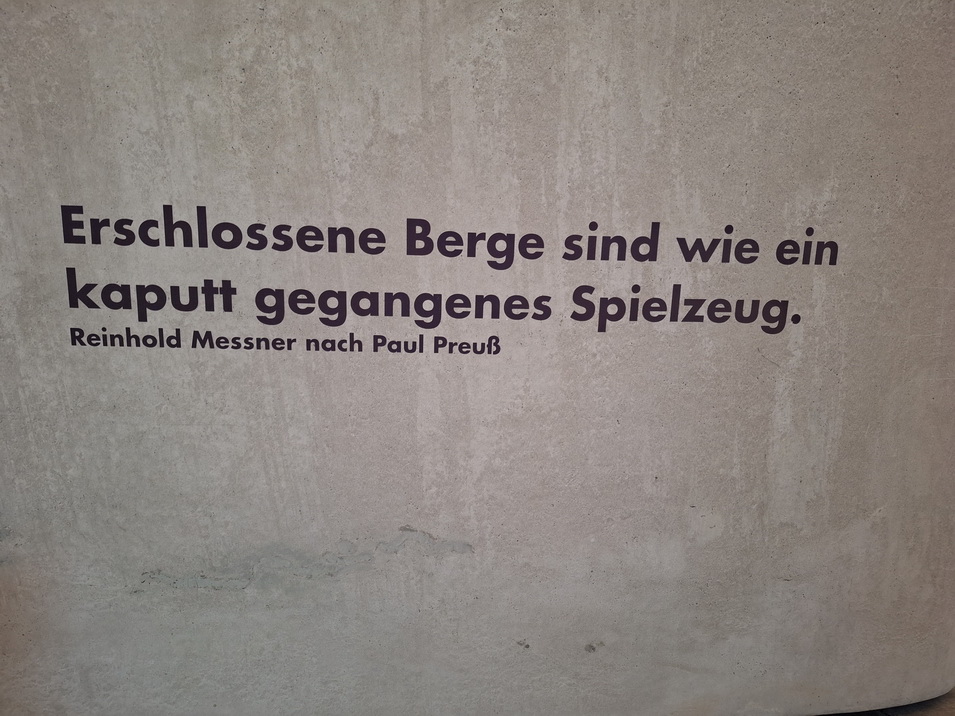 Erschlossene Berge sind wie ein
kaputt gegangenes Spielzeug.
Reinhold Messner nach Paul Preuß